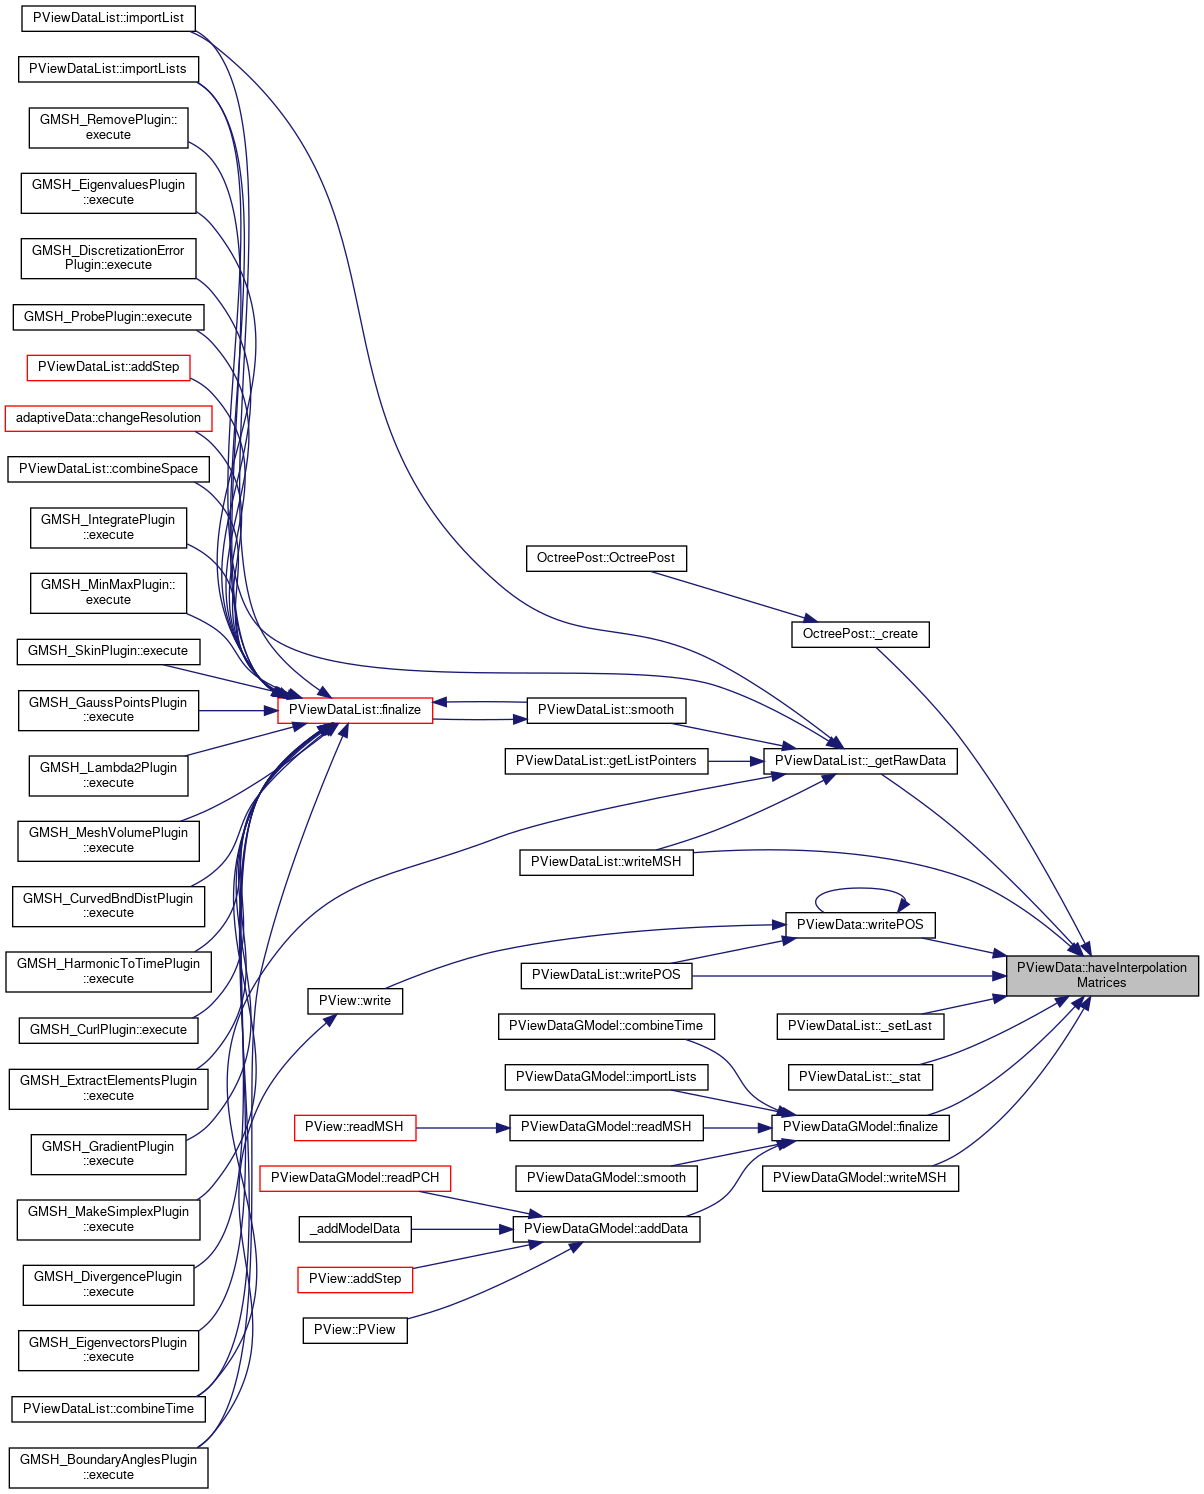 PViewDataList::importList
PViewDataList::importLists
GMSH_RemovePlugin::
execute
GMSH_EigenvaluesPlugin
::execute
GMSH_DiscretizationError
Plugin::execute
GMSH_ProbePlugin::execute
PViewDataList::addStep
adaptiveData::changeResolution
PViewDataList::combineSpace
GMSH_IntegratePlugin
::execute
GMSH_MinMaxPlugin::
execute
GMSH_SkinPlugin::execute
GMSH_GaussPointsPlugin
::execute
GMSH_Lambda2Plugin
::execute
GMSH_MeshVolumePlugin
::execute
GMSH_CurvedBndDistPlugin
::execute
GMSH_HarmonicToTimePlugin
::execute
GMSH_CurlPlugin::execute
GMSH_ExtractElementsPlugin
::execute
GMSH_GradientPlugin
::execute
GMSH_MakeSimplexPlugin
::execute
GMSH_DivergencePlugin
::execute
GMSH_EigenvectorsPlugin
::execute
PViewDataList::combineTime
GMSH_BoundaryAnglesPlugin
::execute
PViewDataList::finalize
PView::write
PView::readMSH
PViewDataGModel::readPCH
_addModelData
PView::addStep
PView::PView
OctreePost::OctreePost
PViewDataList::smooth
PViewDataList::getListPointers
PViewDataList::writeMSH
PViewDataList::writePOS
PViewDataGModel::combineTime
PViewDataGModel::importLists
PViewDataGModel::readMSH
PViewDataGModel::smooth
PViewDataGModel::addData
OctreePost::_create
PViewDataList::_getRawData
PViewData::writePOS
PViewDataList::_setLast
PViewDataList::_stat
PViewDataGModel::finalize
PViewDataGModel::writeMSH
PViewData::haveInterpolation
Matrices